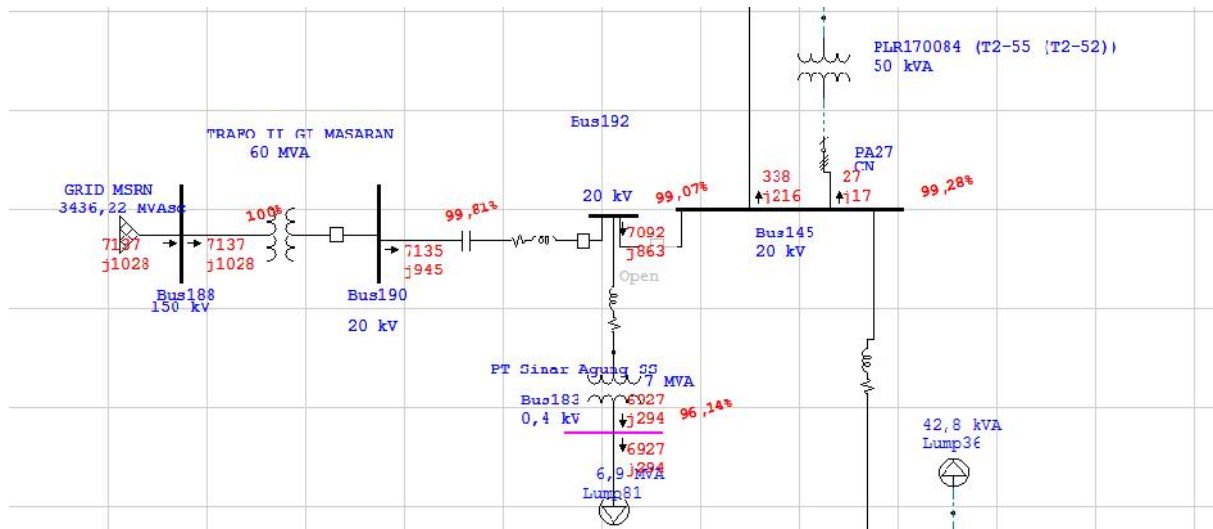 PLR170084 (T2-55 (T2-52))
50 kVA
Bus192
TRAFO II GI MASARAN
60 MVA
PA27
CN
GRID MSRN
3436,22 MVAsc
338
j216
27
j17
99,28%
20 kV
99,07%
100%
99,81%
7137
j1028
7137
j1028
7135
j945
7092
j863
Bus145
20 kV
Open
Bus188
150 kV
Bus190
20 kV
PT Sinar Agung SS
7 MVA
Bus183
0,4 kV
6927
j294
96,14%
6927
j294
6,9 MVA
Lump81
42,8 kVA
Lump36